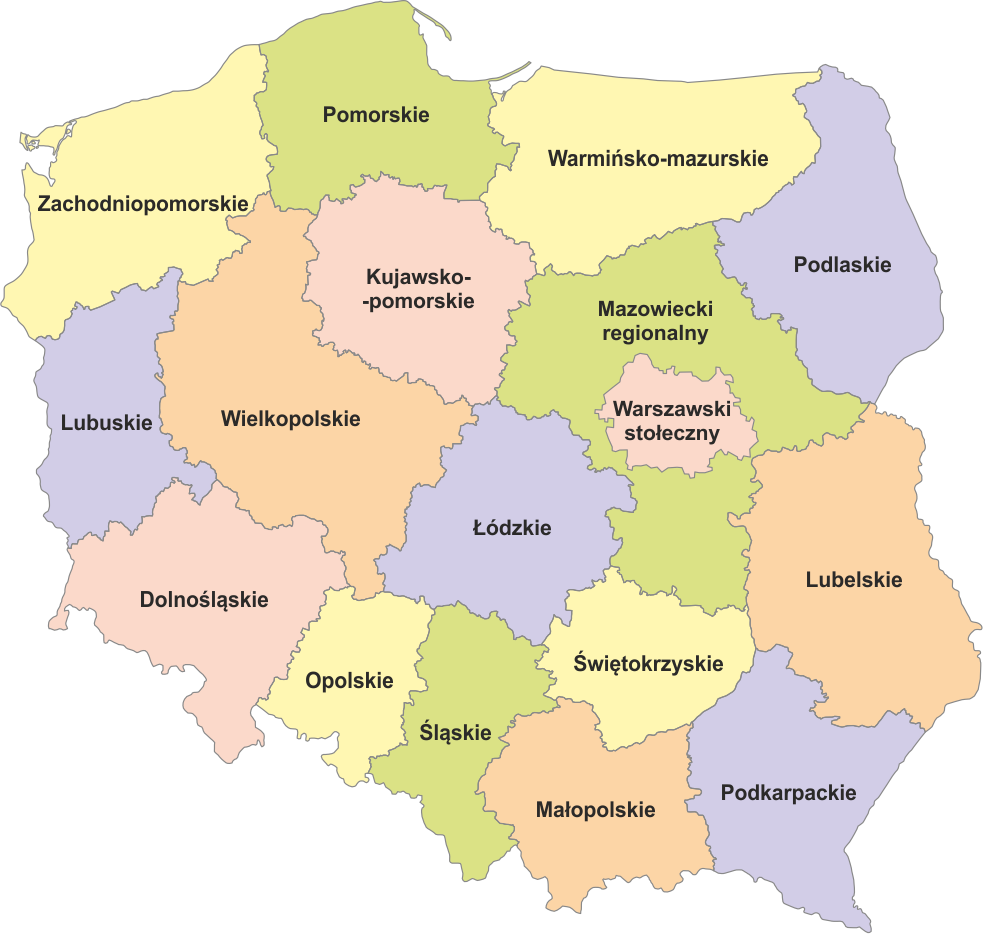 Pomorskie
Warmińsko-mazurskie
Zachodniopomorskie
Podlaskie
Kujawsko-
-pomorskie
Mazowiecki
regionalny
Warszawski
stołeczny
Lubuskie
Wielkopolskie
Łódzkie
Lubelskie
Dolnośląskie
Świętokrzyskie
Opolskie
Śląskie
Podkarpackie
Małopolskie